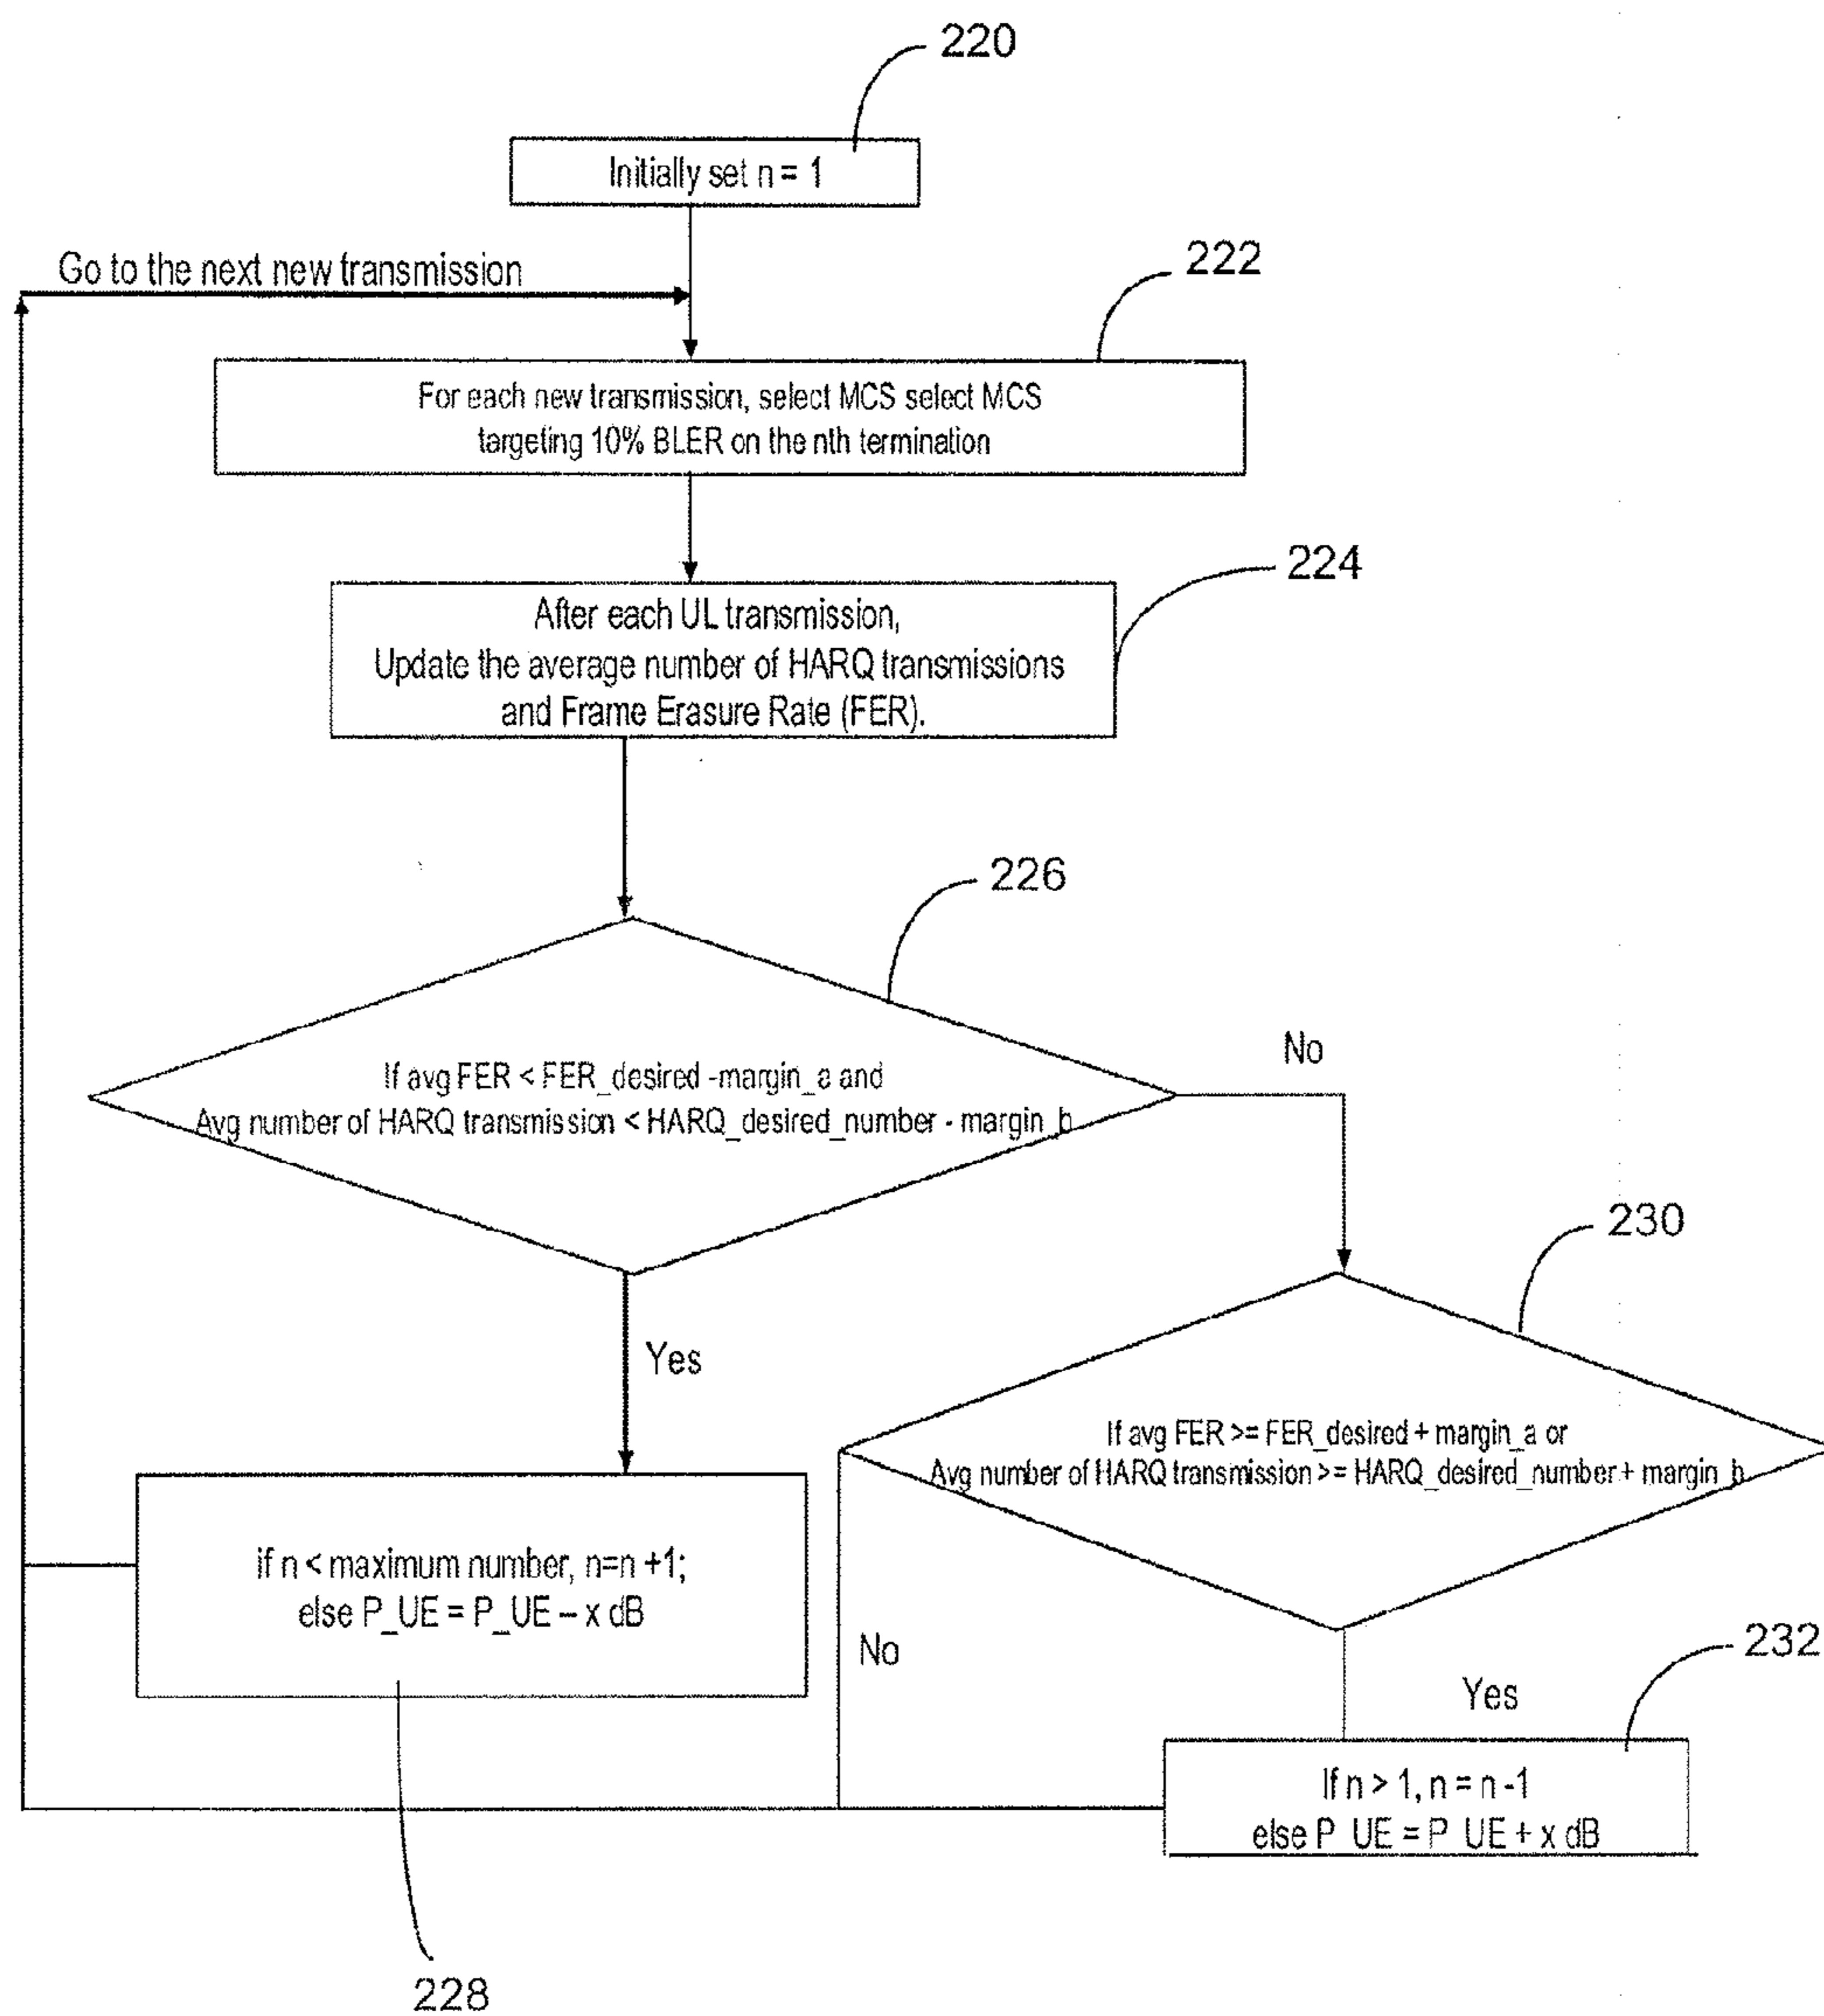 220
Initially set n = 1
Go to the next new transmission
222
For each new transmission, select MCS select MCS
targeting 10% BLER on the nth termination
224
After each UL transmission,
Update the average number of HARQ transmissions
and Frame Erasure Rate (FER).
226
If avg FER < FER_desired -margin_a and
Avg number of HARQ transmission < HARQ_desired_number - margin_b
No
230
Yes
If avg FER >= FER_desired + margin_a or
Avg number of HARQ transmission >= HARQ_desired_number + margin_b
if n < maximum number, n=n +1;
else P_UE = P_UE – x dB
No
232
Yes
If n > 1, n = n -1
else P_UE = P_UE + x dB
228